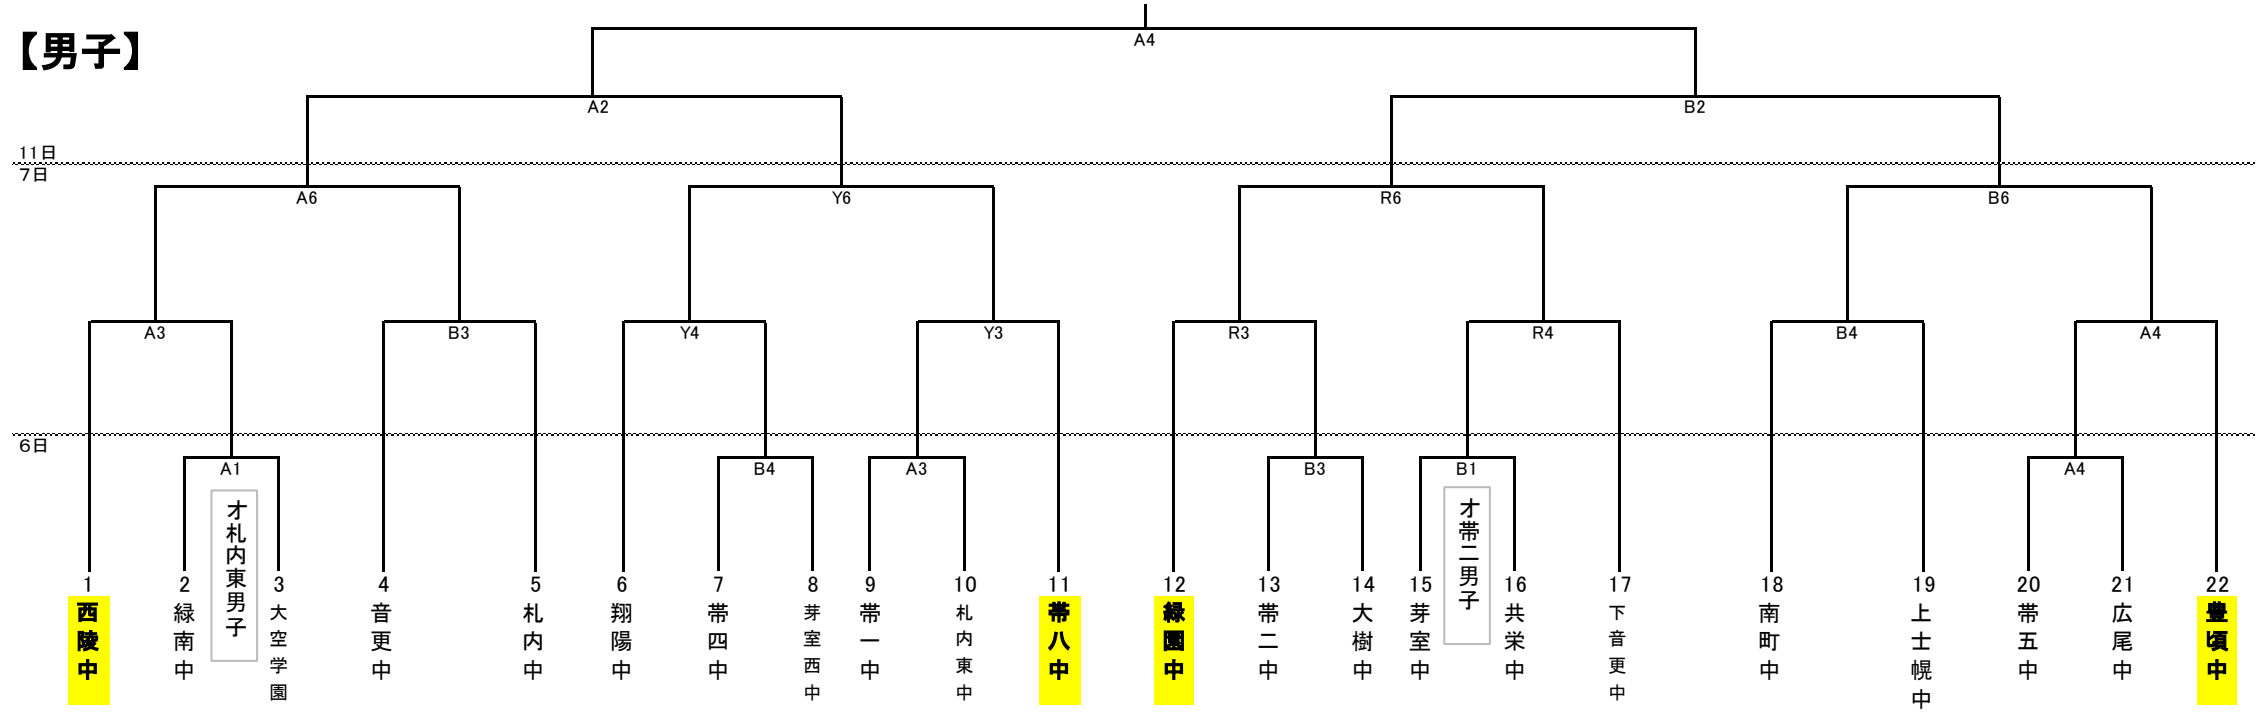 【男子】
A4
A2
B2
11日
7日
A6
Y6
R6
B6
A3
B3
Y4
Y3
R3
R4
B4
A4
6日
A1
B4
A3
B3
B1
A4
オ札内東男子
オ帯二男子
1
西陵中
2
緑南中
3
大空学園
4
音更中
5
札内中
6
翔陽中
7
帯四中
8
芽室西中
9
帯一中
10
札内東中
11
帯八中
12
緑園中
13
帯二中
14
大樹中
15
芽室中
16
共栄中
17
下音更中
18
南町中
19
上士幌中
20
帯五中
21
広尾中
22
豊頃中